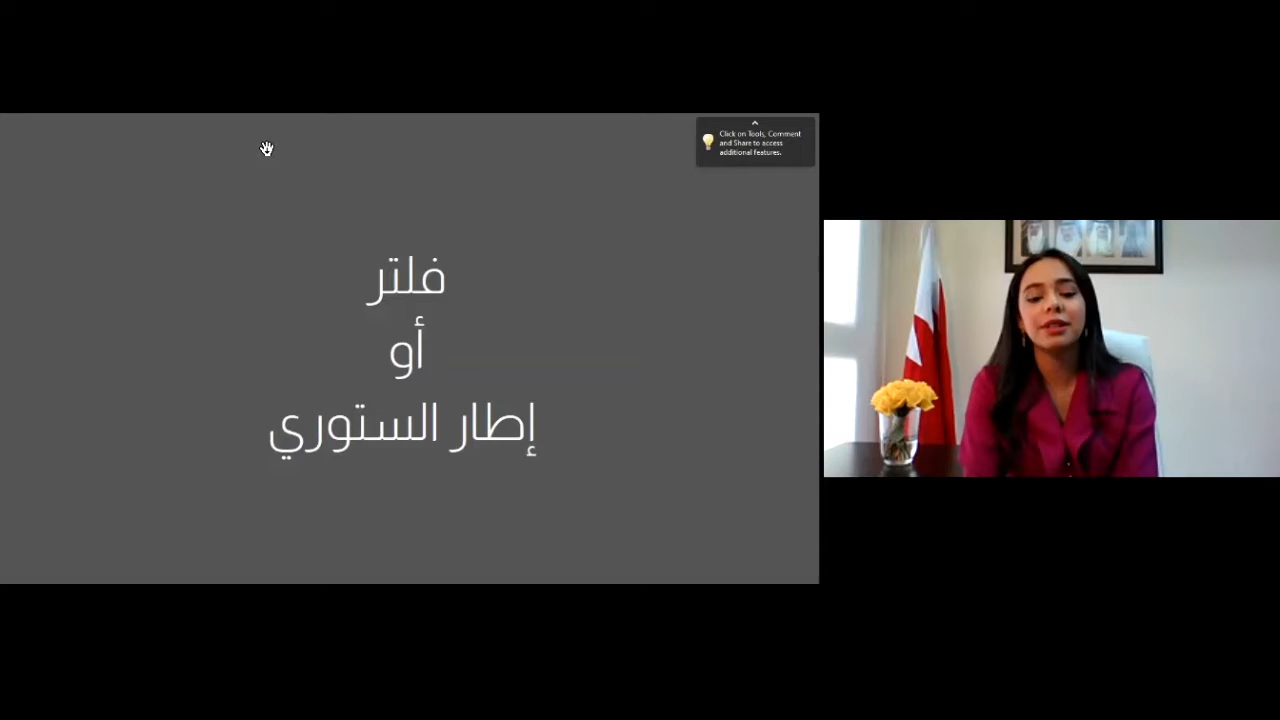 فلتر
أو
إطار الستوري
Click on Tools, Comment
and Share to access
additional features.